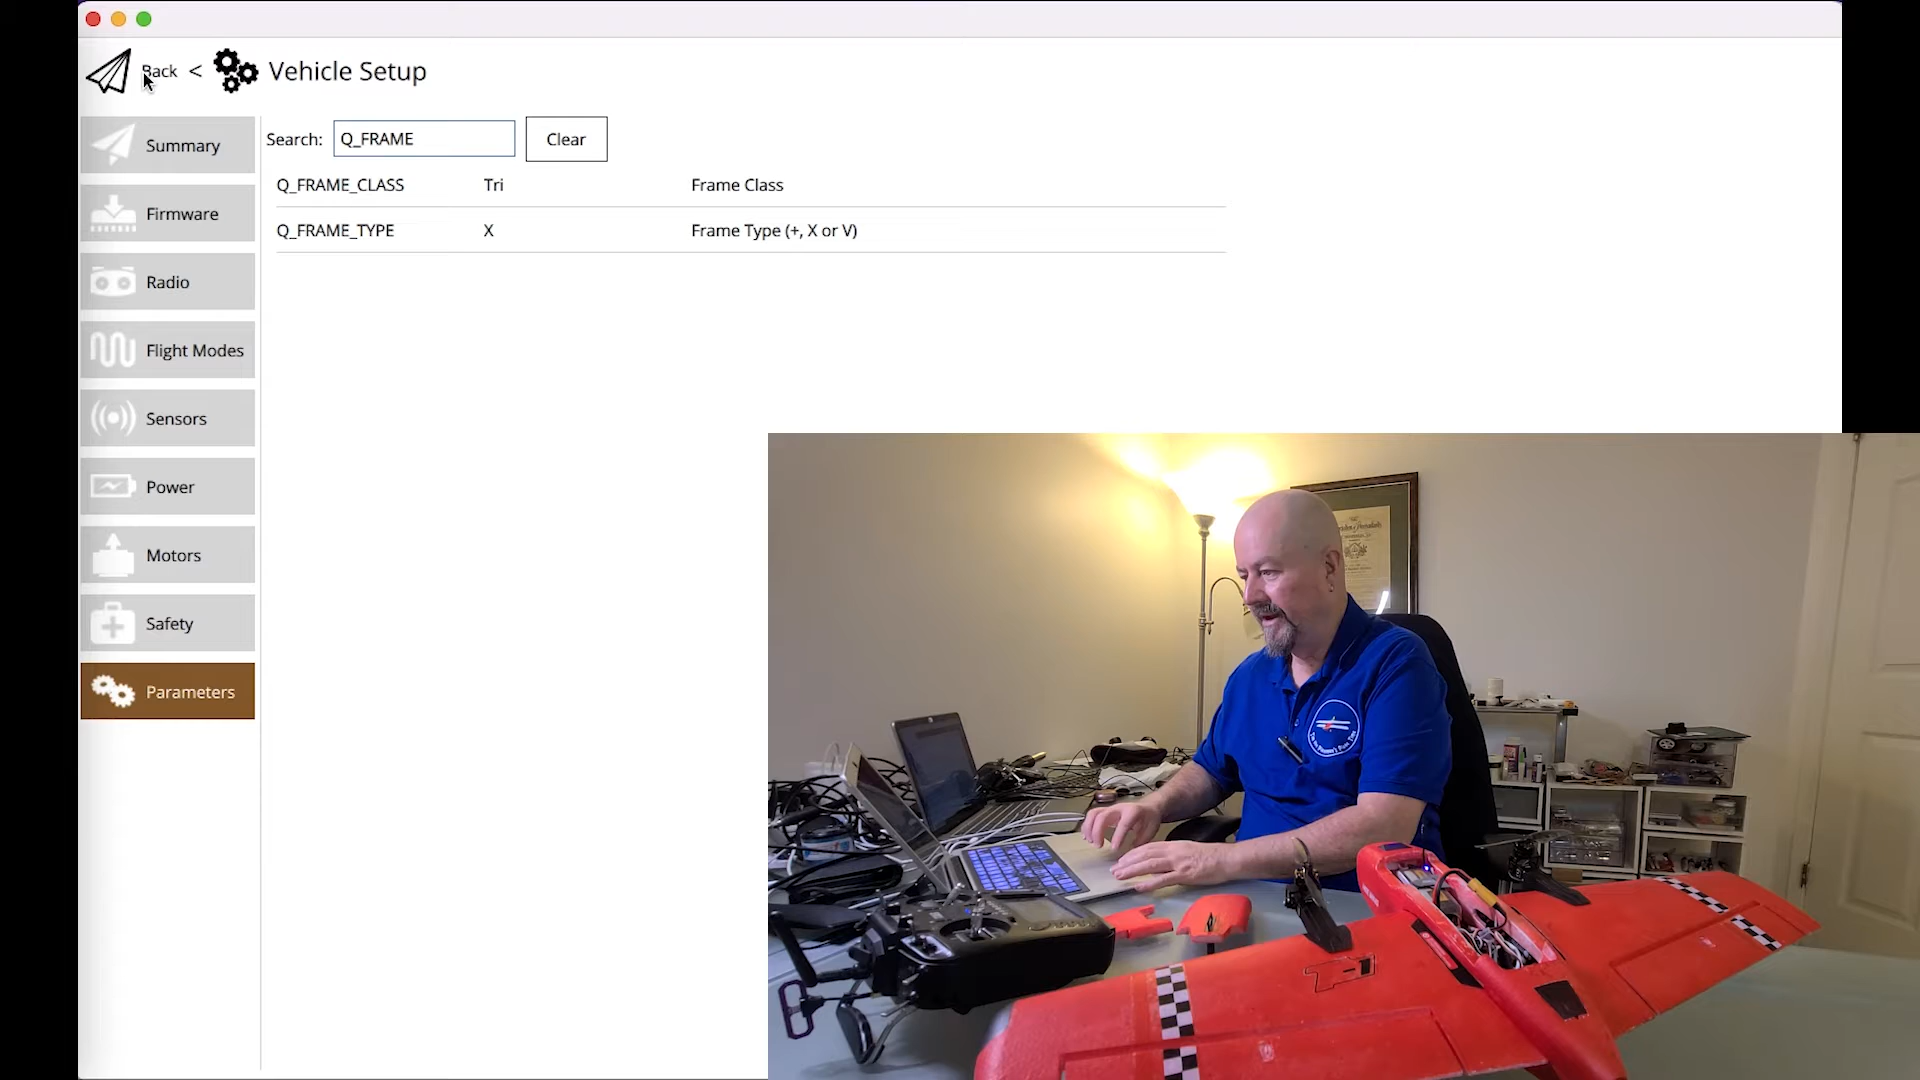 Back < Vehicle Setup
Summary
Firmware
Radio
Flight Modes
Sensors
Power
Motors
Safety
Parameters
Search: Q_FRAME Clear
Q_FRAME_CLASS Tri Frame Class
Q_FRAME_TYPE X Frame Type (+, X or V)